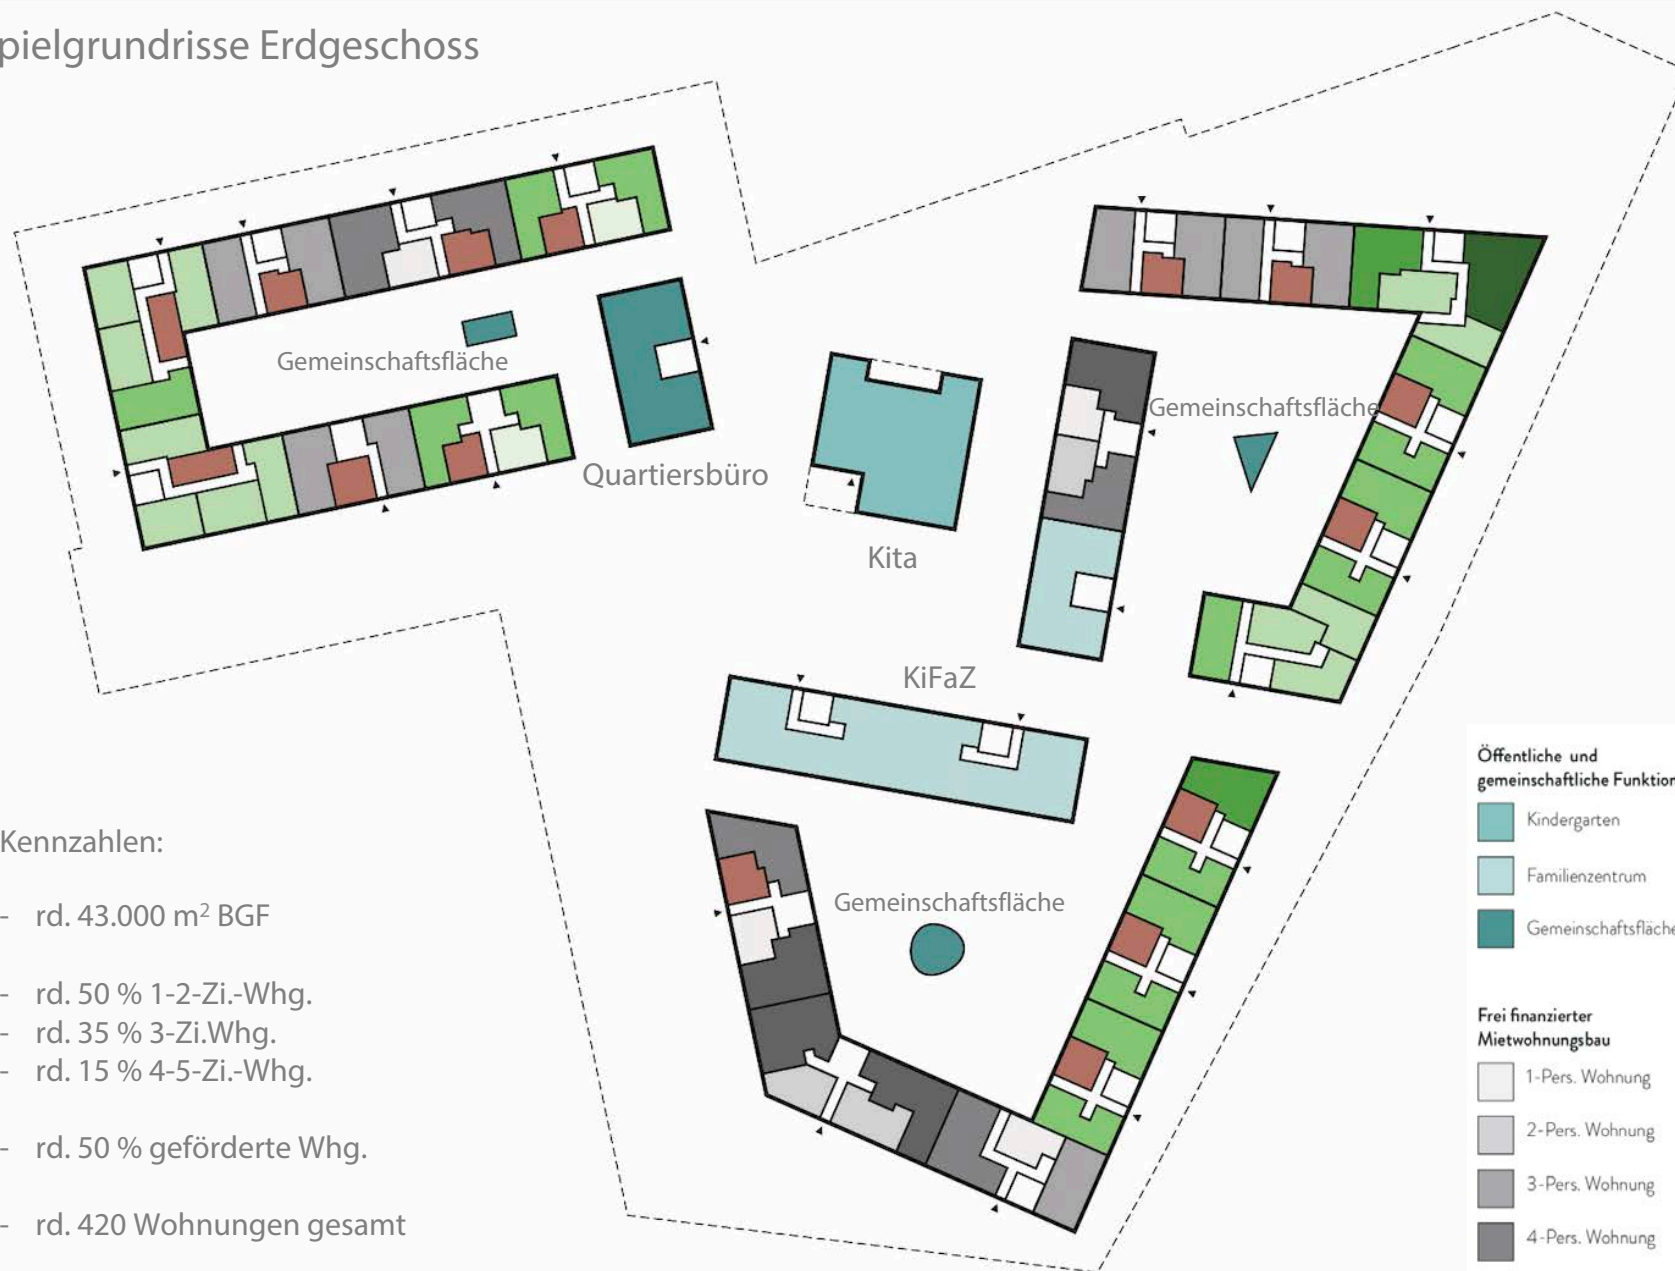 pielgrundrisse Erdgeschoss
Gemeinschaftsfläche
Quartiersbüro
Kita
Gemeinschaftsfläche
KiFaZ
Gemeinschaftsfläche
Kennzahlen:
- rd. 43.000 m² BGF
- rd. 50 % 1-2-Zi.-Whg.
- rd. 35 % 3-Zi.Whg.
- rd. 15 % 4-5-Zi.-Whg.
- rd. 50 % geförderte Whg.
- rd. 420 Wohnungen gesamt
Öffentliche und
gemeinschaftliche Funktion
Kindergarten
Familienzentrum
Gemeinschaftsfläche
Frei finanzierter
Mietwohnungsbau
1-Pers. Wohnung
2-Pers. Wohnung
3-Pers. Wohnung
4-Pers. Wohnung